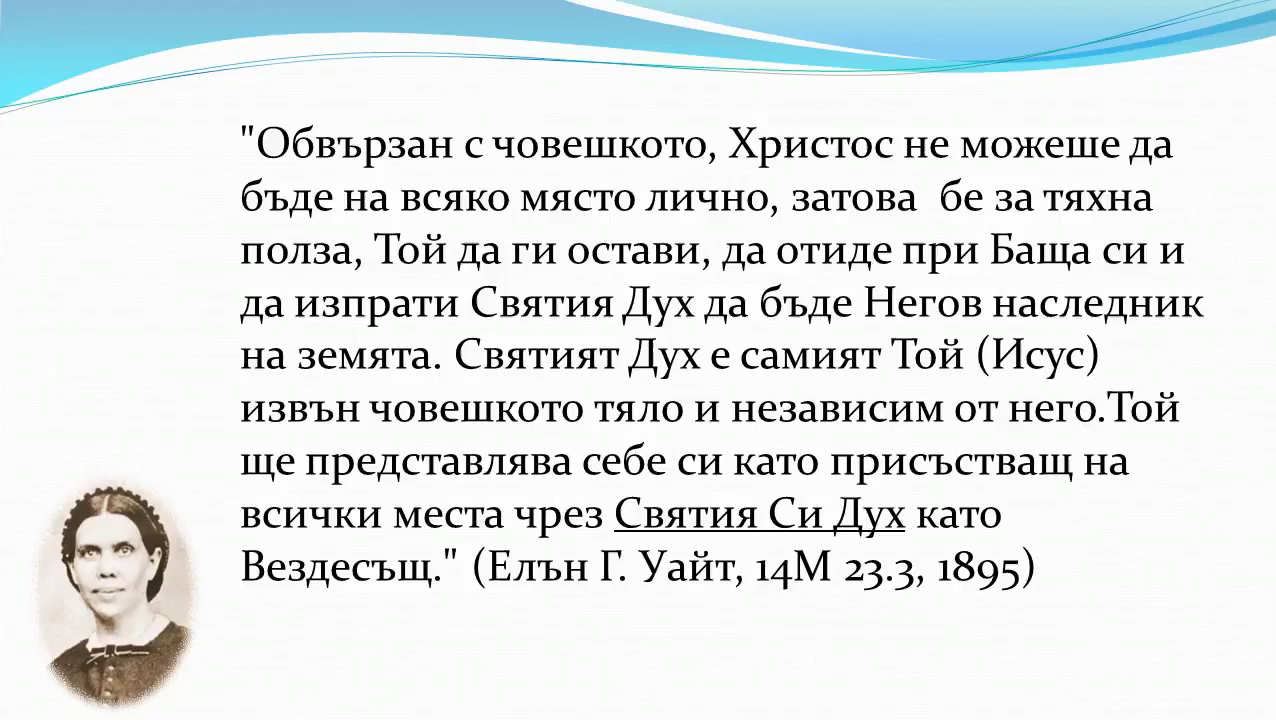 "Обвързан с човешкото, Христос не можеше да
бъде на всяко място лично, затова  бе за тяхна
полза, Той да ги остави, да отиде при Баща си и
да изпрати Святия Дух да бъде Негов наследник
на земята. Святият Дух е самият Той (Исус)
извън човешкото тяло и независим от него.Той
ще представлява себе си като присъстващ на
всички места чрез Святия Си Дух като
Вездесъщ." (Елън Г. Уайт, 14М 23.3, 1895)